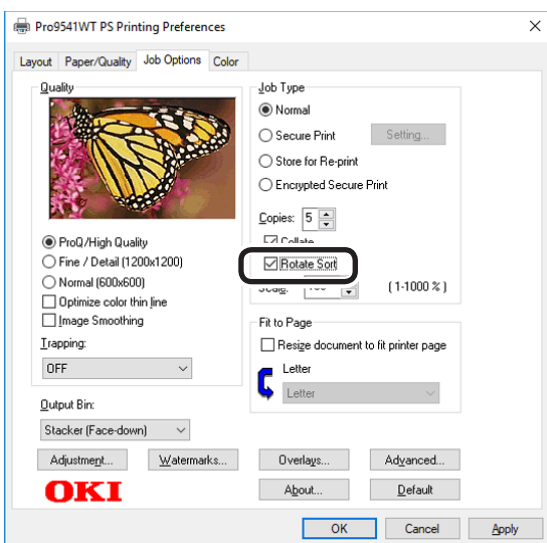 Pro9541WT PS Printing Preferences
Layout Paper/Quality Job Options Color
Quality
ProQ/High Quality
Fine / Detail (1200x1200)
Normal (600x600)
Optimize color thin line
Image Smoothing
Trapping:
OFF
Output Bin:
Stacker (Face-down)
Job Type
Normal
Secure Print Setting...
Store for Re-print
Encrypted Secure Print
Copies: 5
Collate
Rotate Sort
Scale: 100 (1-1000 %)
Fit to Page
Resize document to fit printer page
Letter
Letter
Adjustment... Watermarks... Overlays... Advanced...
OKI About... Default
OK Cancel Apply